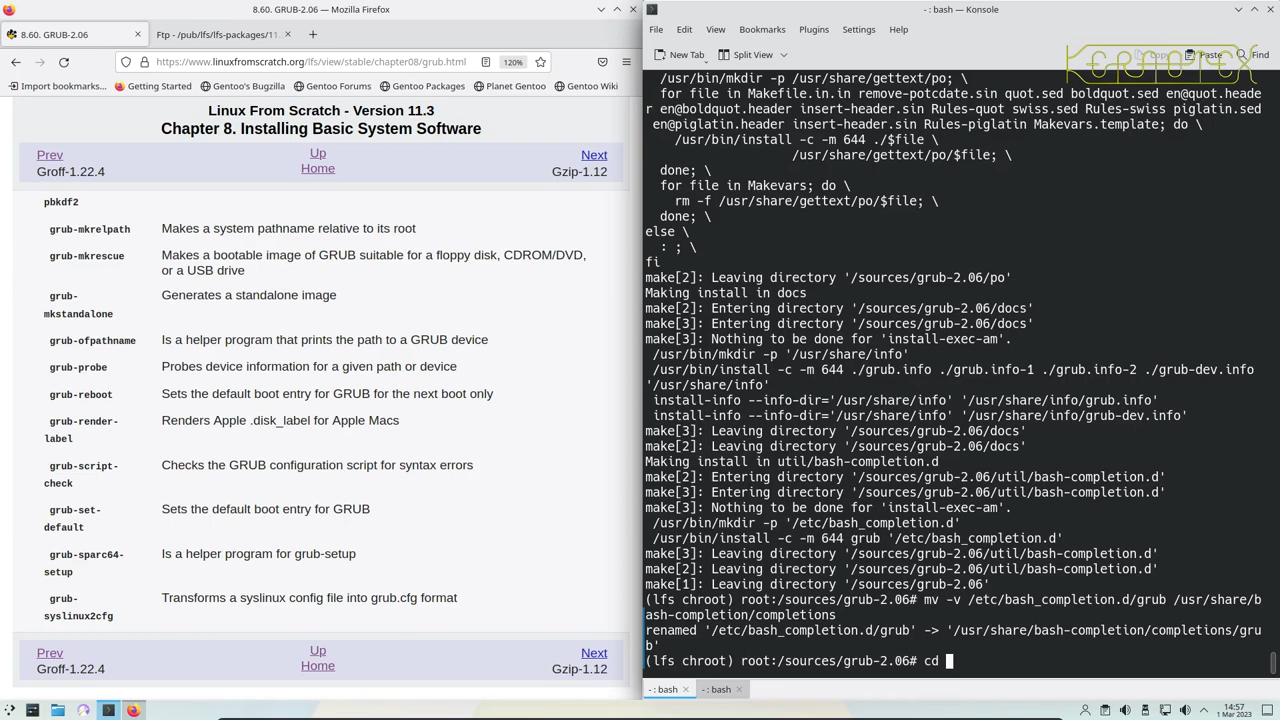 8.60. GRUB-2.06 — Mozilla Firefox
8.60. GRUB-2.06
Ftp - /pub/lfs/lfs-packages/11.
https://www.linuxfromscratch.org/lfs/view/stable/chapter08/grub.html
120%
Import bookmarks...
Getting Started
Gentoo's Bugzilla
Gentoo Forums
Gentoo Packages
Planet Gentoo
Gentoo Wiki
Linux From Scratch - Version 11.3
Chapter 8. Installing Basic System Software
Prev
Up
Next
Groff-1.22.4
Home
Gzip-1.12
pbkdf2
grub-mkrelpath
Makes a system pathname relative to its root
grub-mkrescue
Makes a bootable image of GRUB suitable for a floppy disk, CDROM/DVD,
or a USB drive
grub-
mkstandalone
Generates a standalone image
grub-ofpathname
Is a helper program that prints the path to a GRUB device
grub-probe
Probes device information for a given path or device
grub-reboot
Sets the default boot entry for GRUB for the next boot only
grub-render-
label
Renders Apple .disk_label for Apple Macs
grub-script-
check
Checks the GRUB configuration script for syntax errors
grub-set-
default
Sets the default boot entry for GRUB
grub-sparc64-
setup
Is a helper program for grub-setup
grub-
syslinux2cfg
Transforms a syslinux config file into grub.cfg format
Prev
Up
Next
Groff-1.22.4
Home
Gzip-1.12
- : bash — Konsole
File
Edit
View
Bookmarks
Plugins
Settings
Help
New Tab
Split View
Copy
Paste
Find
KERNOTEX
/usr/bin/mkdir -p /usr/share/gettext/po; \
for file in Makefile.in.in remove-potcdate.sin quot.sed boldquot.sed en@quot.heade
r en@boldquot.header insert-header.sin Rules-quot swiss.sed Rules-swiss piglatin.sed
en@piglatin.header insert-header.sin Rules-piglatin Makevars.template; do \
/usr/bin/install -c -m 644 ./$file \
/usr/share/gettext/po/$file; \
done; \
for file in Makevars; do \
rm -f /usr/share/gettext/po/$file; \
done; \
else \
: ; \
fi
make[2]: Leaving directory '/sources/grub-2.06/po'
Making install in docs
make[2]: Entering directory '/sources/grub-2.06/docs'
make[3]: Entering directory '/sources/grub-2.06/docs'
make[3]: Nothing to be done for 'install-exec-am'.
/usr/bin/mkdir -p '/usr/share/info'
/usr/bin/install -c -m 644 ./grub.info ./grub.info-1 ./grub.info-2 ./grub-dev.info
'/usr/share/info'
install-info --info-dir='/usr/share/info' '/usr/share/info/grub.info'
install-info --info-dir='/usr/share/info' '/usr/share/info/grub-dev.info'
make[3]: Leaving directory '/sources/grub-2.06/docs'
make[2]: Leaving directory '/sources/grub-2.06/docs'
Making install in util/bash-completion.d
make[2]: Entering directory '/sources/grub-2.06/util/bash-completion.d'
make[3]: Entering directory '/sources/grub-2.06/util/bash-completion.d'
make[3]: Nothing to be done for 'install-exec-am'.
/usr/bin/mkdir -p '/etc/bash_completion.d'
/usr/bin/install -c -m 644 grub '/etc/bash_completion.d'
make[3]: Leaving directory '/sources/grub-2.06/util/bash-completion.d'
make[2]: Leaving directory '/sources/grub-2.06/util/bash-completion.d'
make[1]: Leaving directory '/sources/grub-2.06'
(lfs chroot) root:/sources/grub-2.06# mv -v /etc/bash_completion.d/grub /usr/share/b
ash-completion/completions
renamed '/etc/bash_completion.d/grub' -> '/usr/share/bash-completion/completions/gru
b'
(lfs chroot) root:/sources/grub-2.06# cd
- : bash
- : bash
14:57
1 Mar 2023